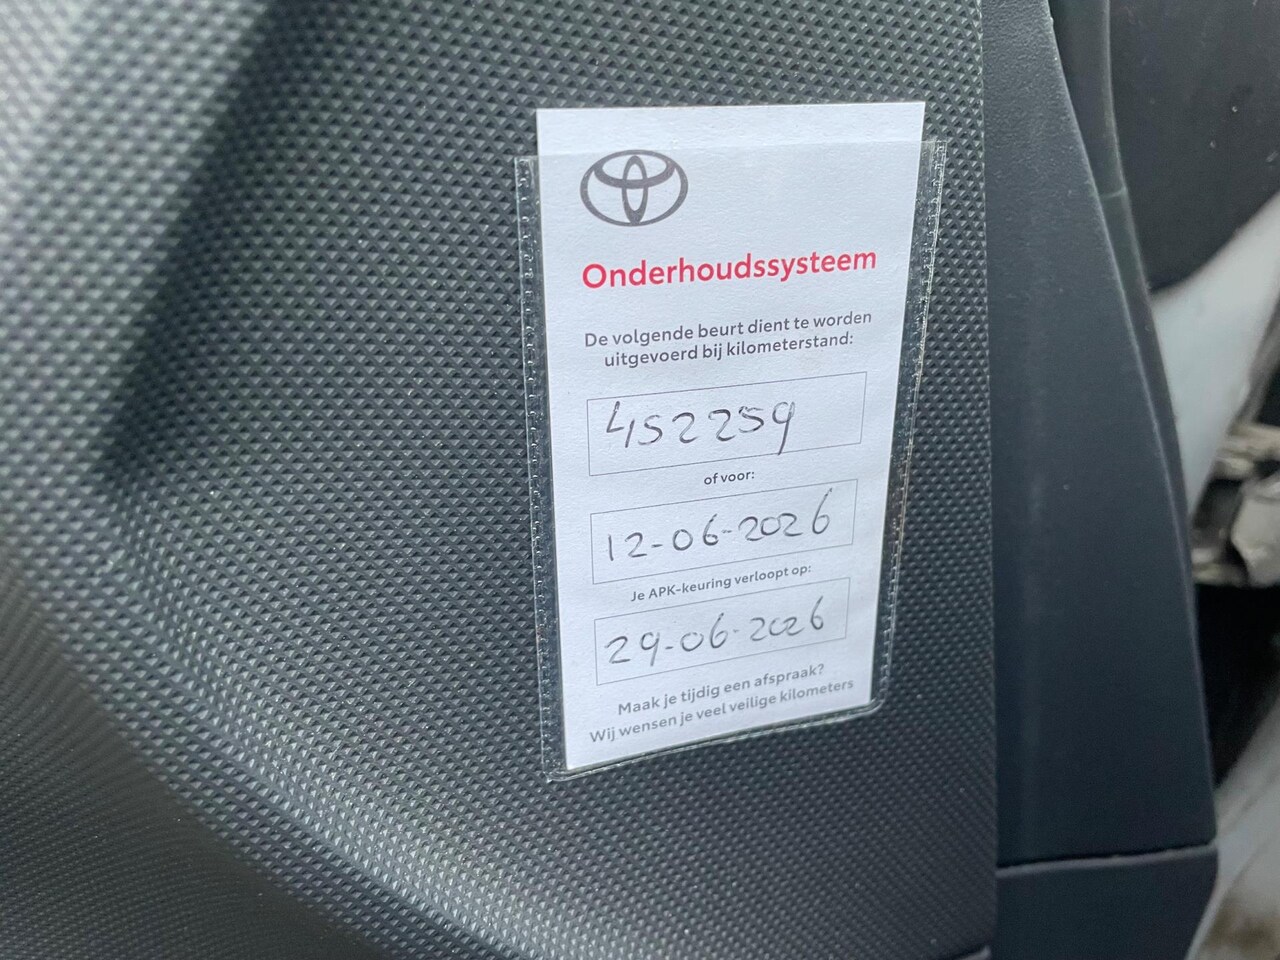 Onderhoudssysteem
De volgende beurt dient te worden
uitgevoerd bij kilometerstand:
452259
of voor:
12-06-2026
Je APK-keuring verloopt op:
29-06-2026
Maak je tijdig een afspraak?
Wij wensen je veel veilige kilometers